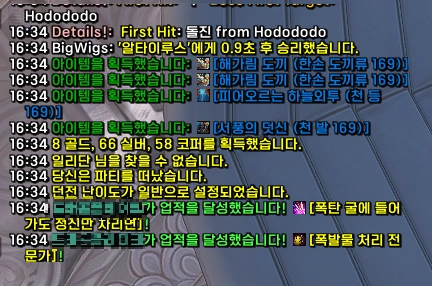 Hodododo
16:34 Details!: First Hit: 돌진 from Hodododo
16:34 BigWigs: '알타이루스'에게 0.9초 후 승리했습니다.
16:34 아이템을 획득했습니다: [해가림 도끼 (한손 도끼류 169)]
16:34 아이템을 획득했습니다: [해가림 도끼 (한손 도끼류 169)]
16:34 아이템을 획득했습니다: [피어오르는 하늘외투 (천 등
169)]
16:34 아이템을 획득했습니다: [서풍의 덧신 (천 발 169)]
16:34 8 골드, 66 실버, 58 코퍼를 획득했습니다.
16:34 일리단 님을 찾을 수 없습니다.
16:34 당신은 파티를 떠났습니다.
16:34 던전 난이도가 일반으로 설정되었습니다.
16:34 가 업적을 달성했습니다! [폭탄 굴에 들어
가도 정신만 차리면]!
16:34 가 업적을 달성했습니다! [폭발물 처리 전
문가]!